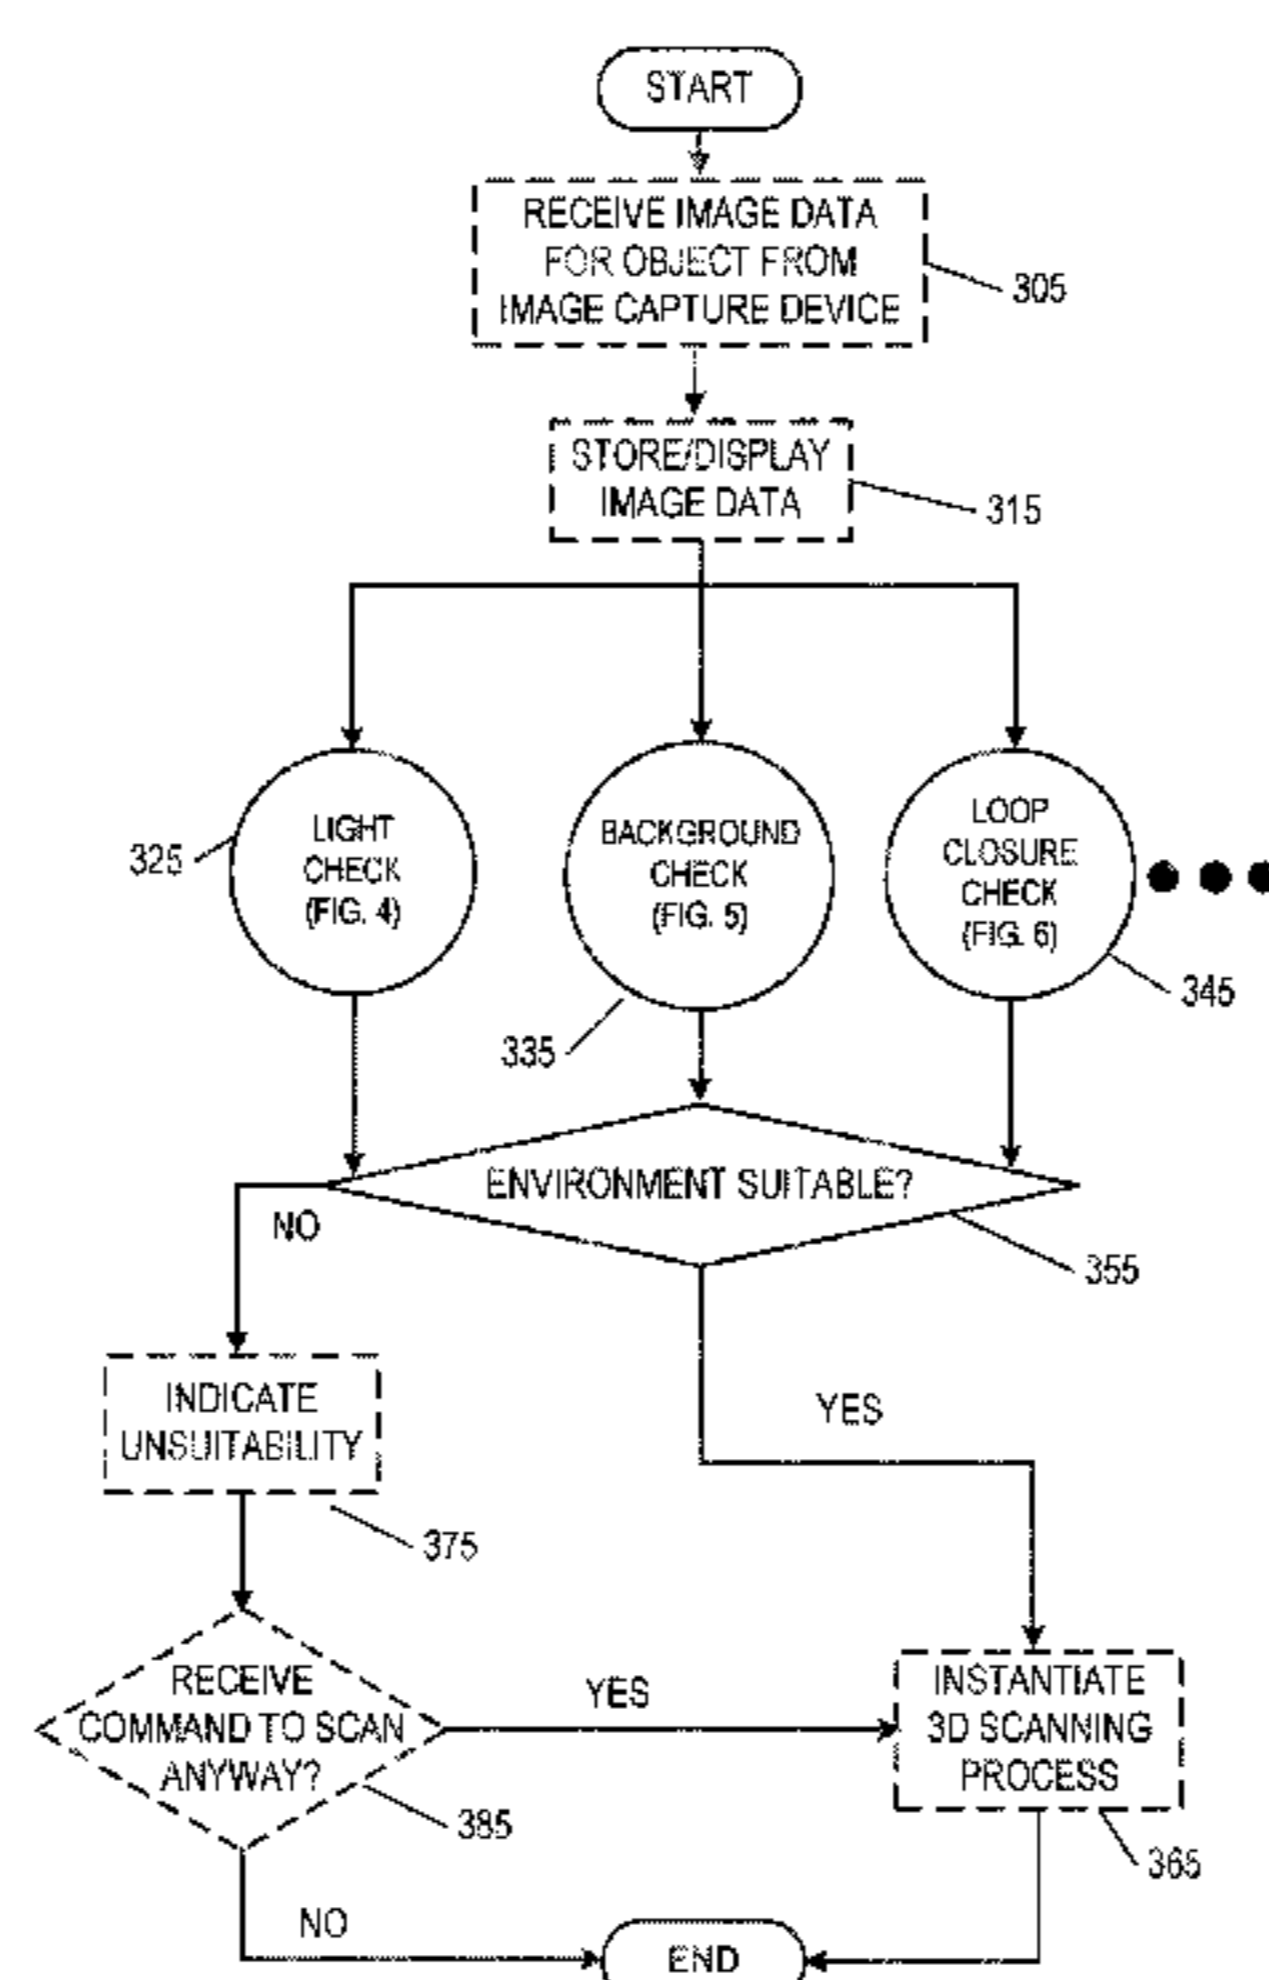 START
RECEIVE IMAGE DATA
FOR OBJECT FROM
IMAGE CAPTURE DEVICE
305
STORE/DISPLAY
IMAGE DATA
315
LIGHT
CHECK
(FIG. 4)
325
BACKGROUND
CHECK
(FIG. 5)
335
LOOP
CLOSURE
CHECK
(FIG. 6)
345
ENVIRONMENT SUITABLE?
355
NO
YES
INDICATE
UNSUITABILITY
375
RECEIVE
COMMAND TO SCAN
ANYWAY?
385
YES
INSTANTIATE
3D SCANNING
PROCESS
365
NO
END